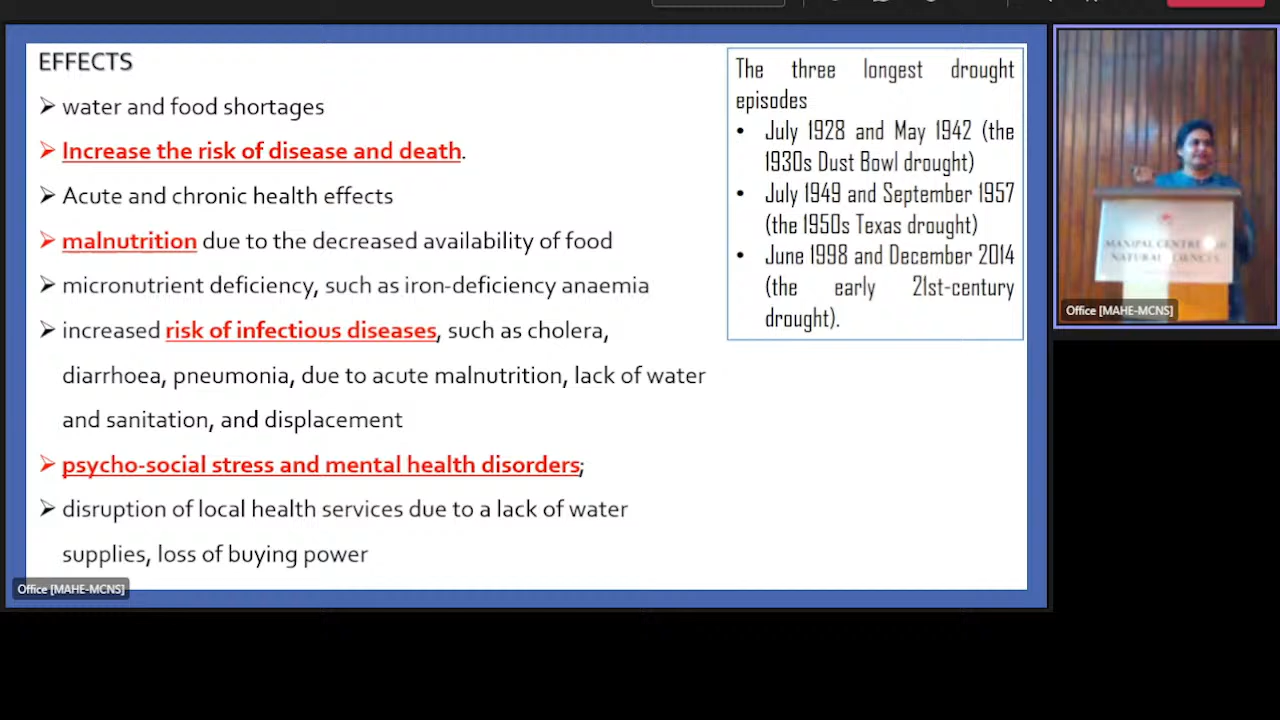 EFFECTS
➤ water and food shortages
➤ Increase the risk of disease and death.
➤ Acute and chronic health effects
➤ malnutrition due to the decreased availability of food
➤ micronutrient deficiency, such as iron-deficiency anaemia
➤ increased risk of infectious diseases, such as cholera,
diarrhoea, pneumonia, due to acute malnutrition, lack of water
and sanitation, and displacement
➤ psycho-social stress and mental health disorders;
➤ disruption of local health services due to a lack of water
supplies, loss of buying power
Office [MAHE-MCNS]
The three longest drought
episodes
• July 1928 and May 1942 (the
1930s Dust Bowl drought)
• July 1949 and September 1957
(the 1950s Texas drought)
• June 1998 and December 2014
(the early 21st-century
drought).
MANIPAL CENTRE FOR
NATURAL SCIENCES
Office [MAHE-MCNS]